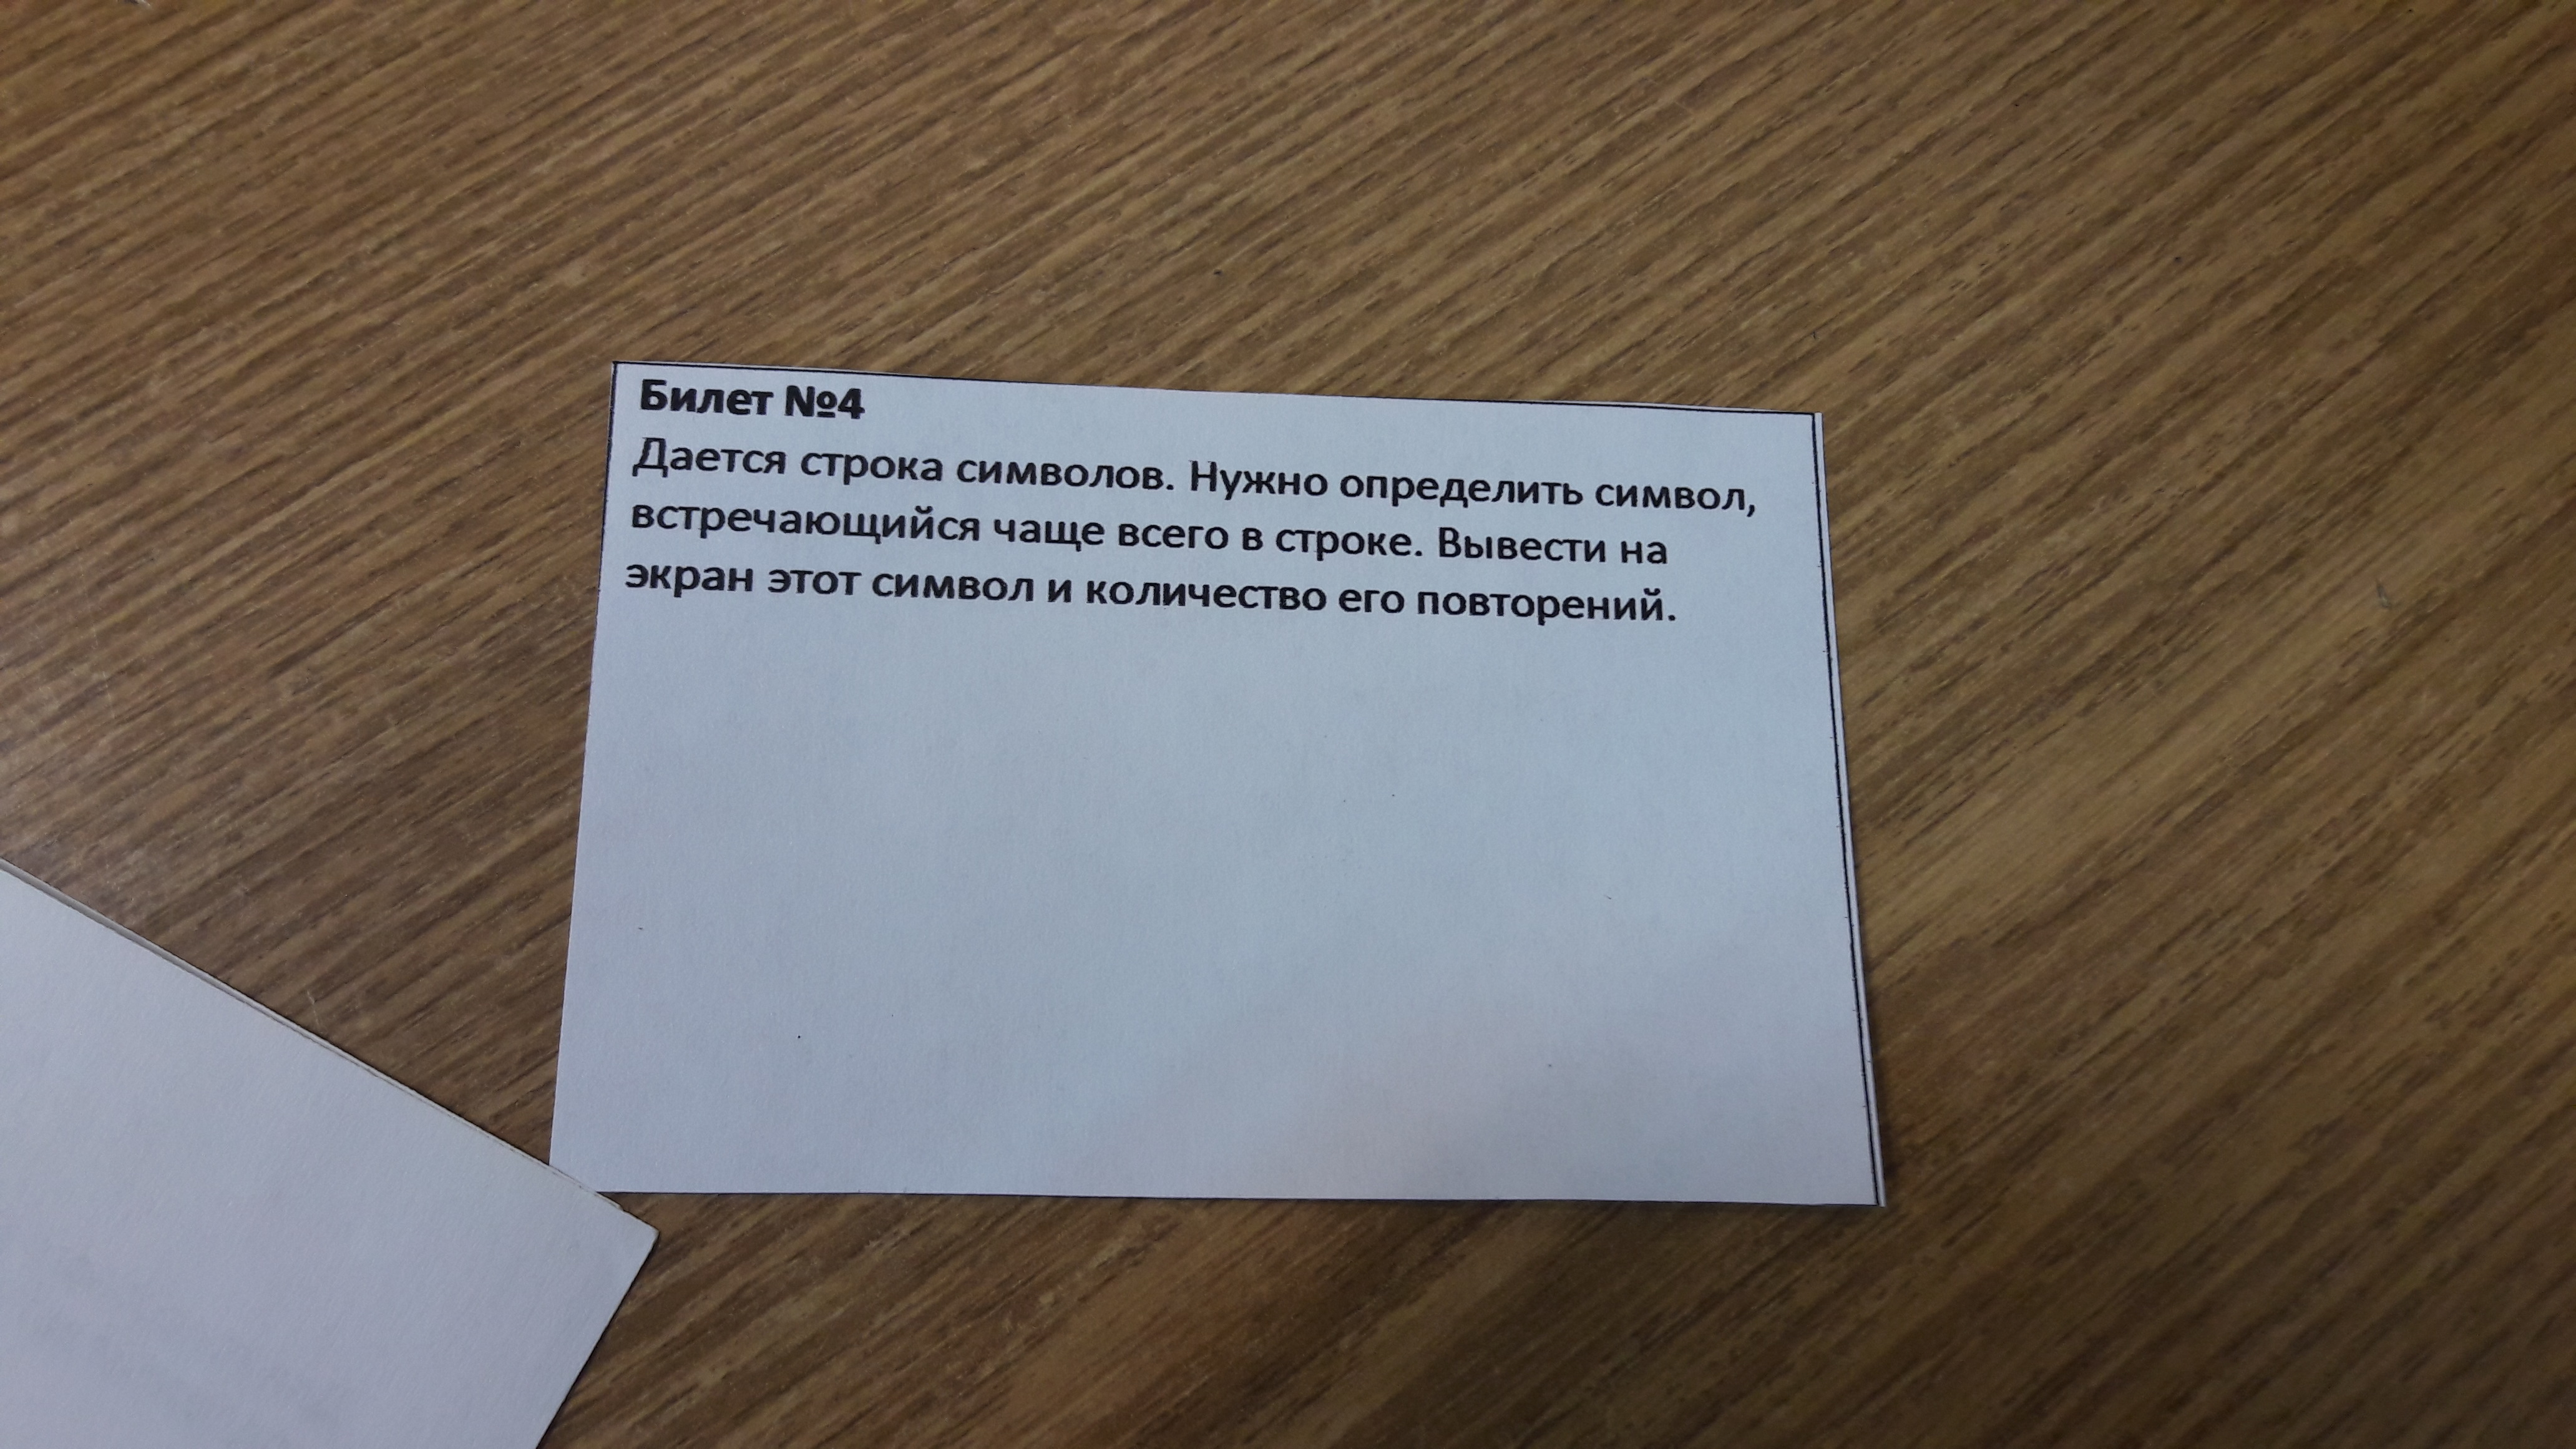 Билет №4
Дается строка символов. Нужно определить символ,
встречающийся чаще всего в строке. Вывести на
экран этот символ и количество его повторений.